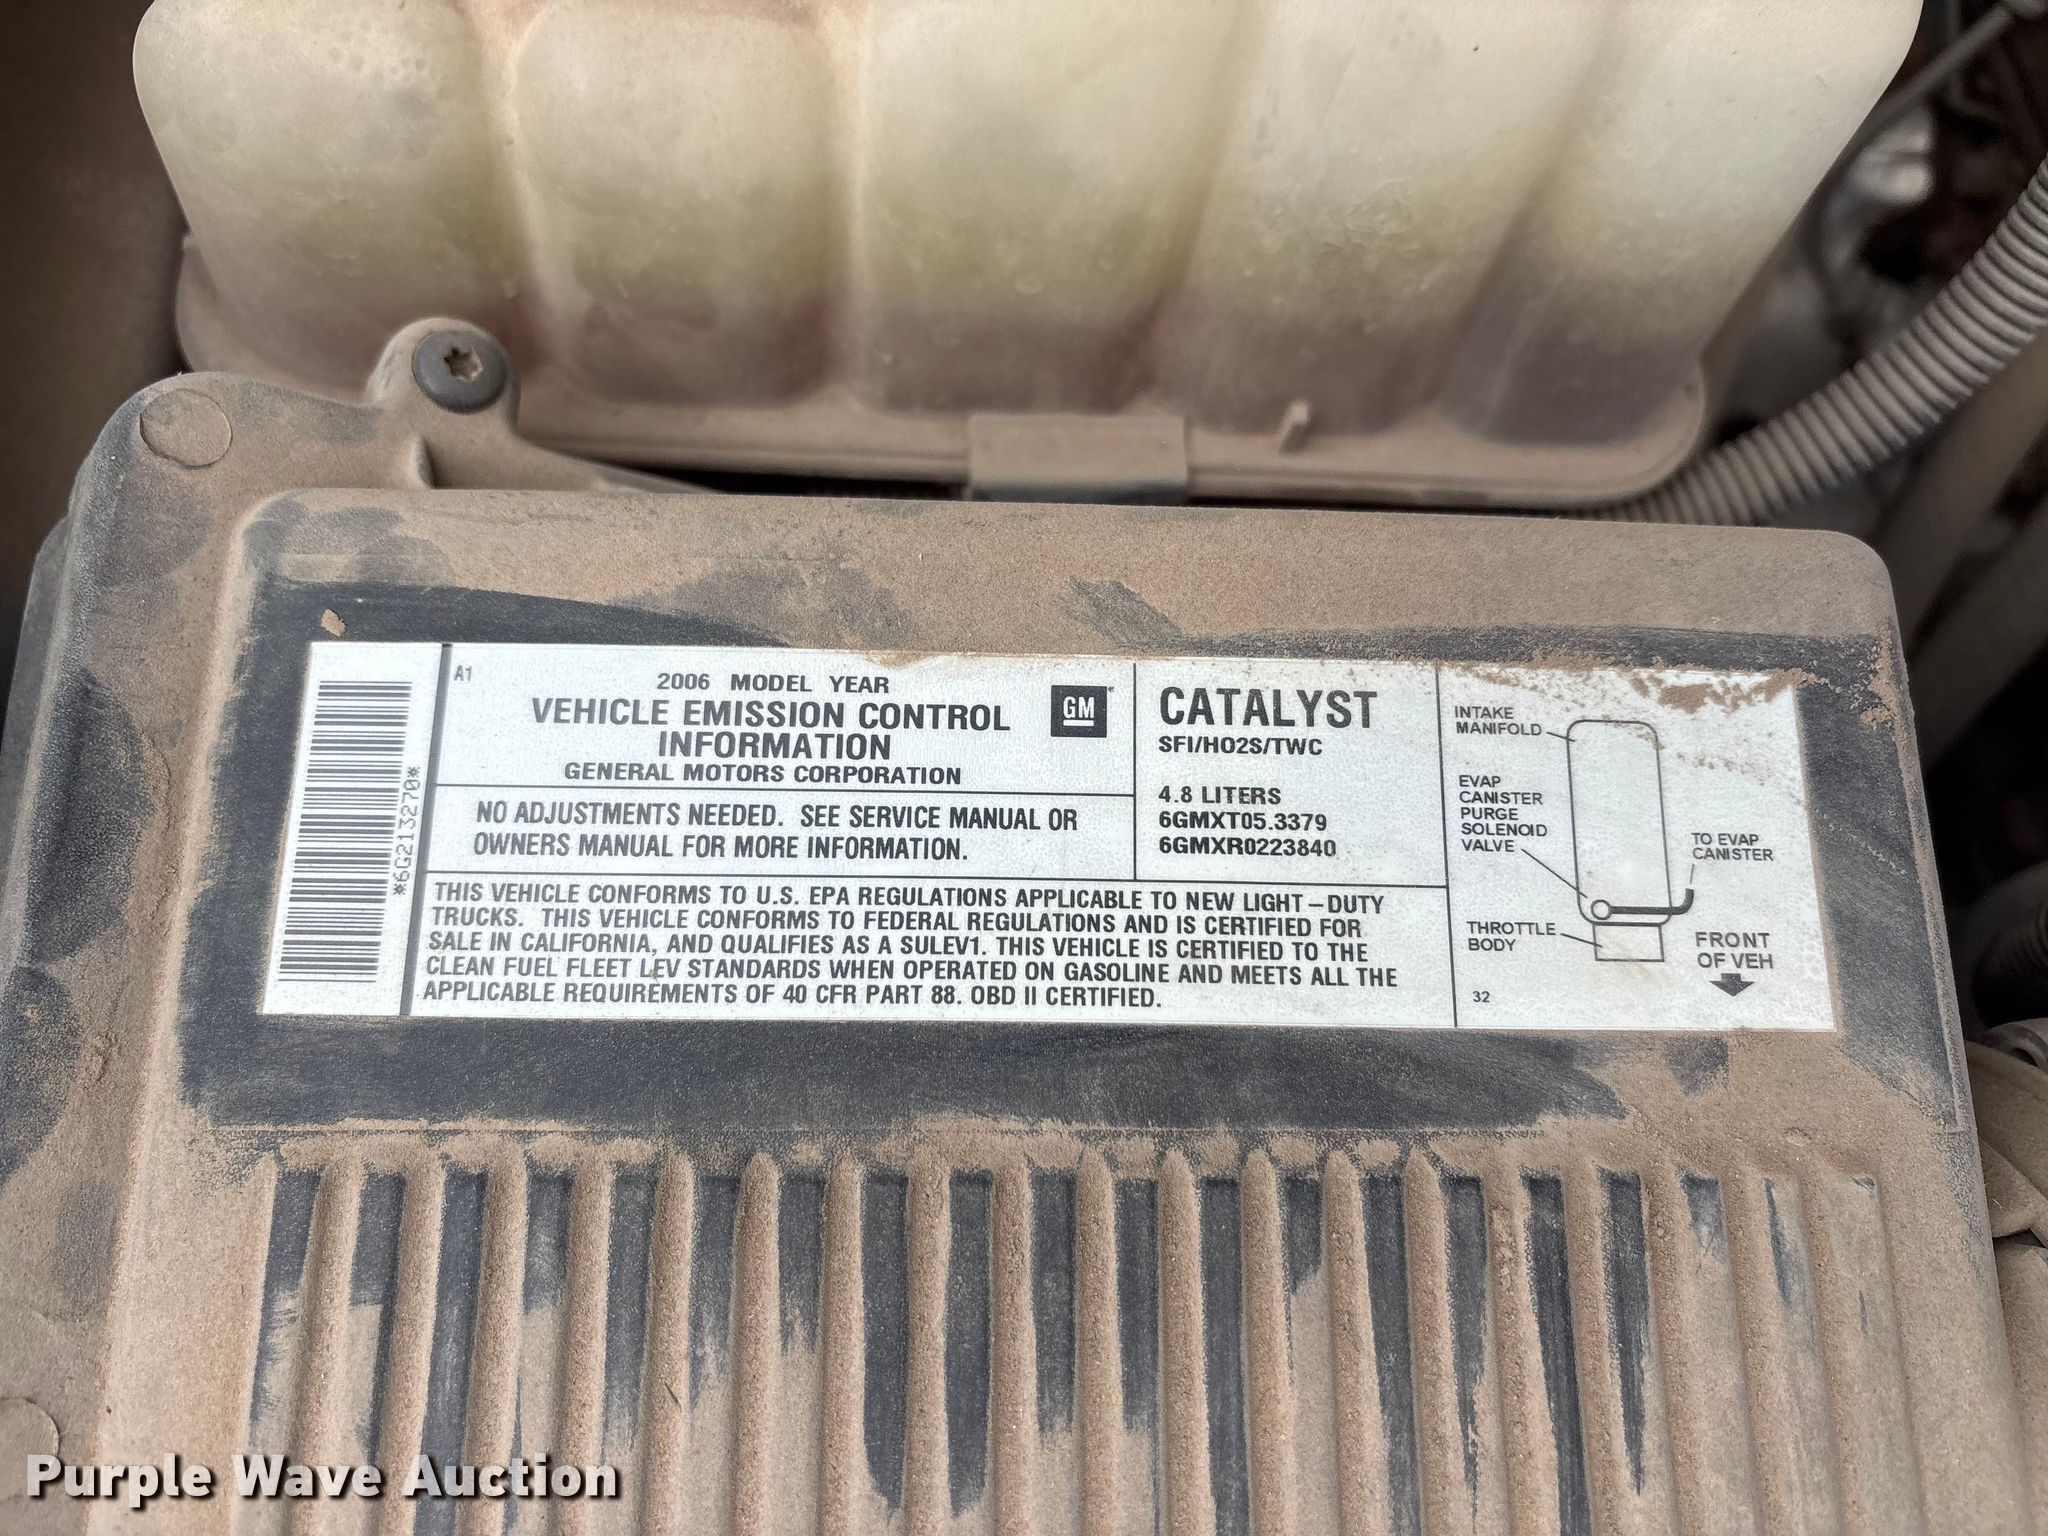 *6G213270*
A1
2006 MODEL YEAR
VEHICLE EMISSION CONTROL
INFORMATION
GENERAL MOTORS CORPORATION
GM
NO ADJUSTMENTS NEEDED. SEE SERVICE MANUAL OR
OWNERS MANUAL FOR MORE INFORMATION.
CATALYST
SFI/HO2S/TWC
4.8 LITERS
6GMXT05.3379
6GMXR0223840
THIS VEHICLE CONFORMS TO U.S. EPA REGULATIONS APPLICABLE TO NEW LIGHT-DUTY
TRUCKS. THIS VEHICLE CONFORMS TO FEDERAL REGULATIONS AND IS CERTIFIED FOR
SALE IN CALIFORNIA, AND QUALIFIES AS A SULEV1. THIS VEHICLE IS CERTIFIED TO THE
CLEAN FUEL FLEET LEV STANDARDS WHEN OPERATED ON GASOLINE AND MEETS ALL THE
APPLICABLE REQUIREMENTS OF 40 CFR PART 88. OBD II CERTIFIED.
INTAKE
MANIFOLD
EVAP
CANISTER
PURGE
SOLENOID
VALVE
TO EVAP
CANISTER
THROTTLE
BODY
FRONT
OF VEH
32
Purple Wave Auction